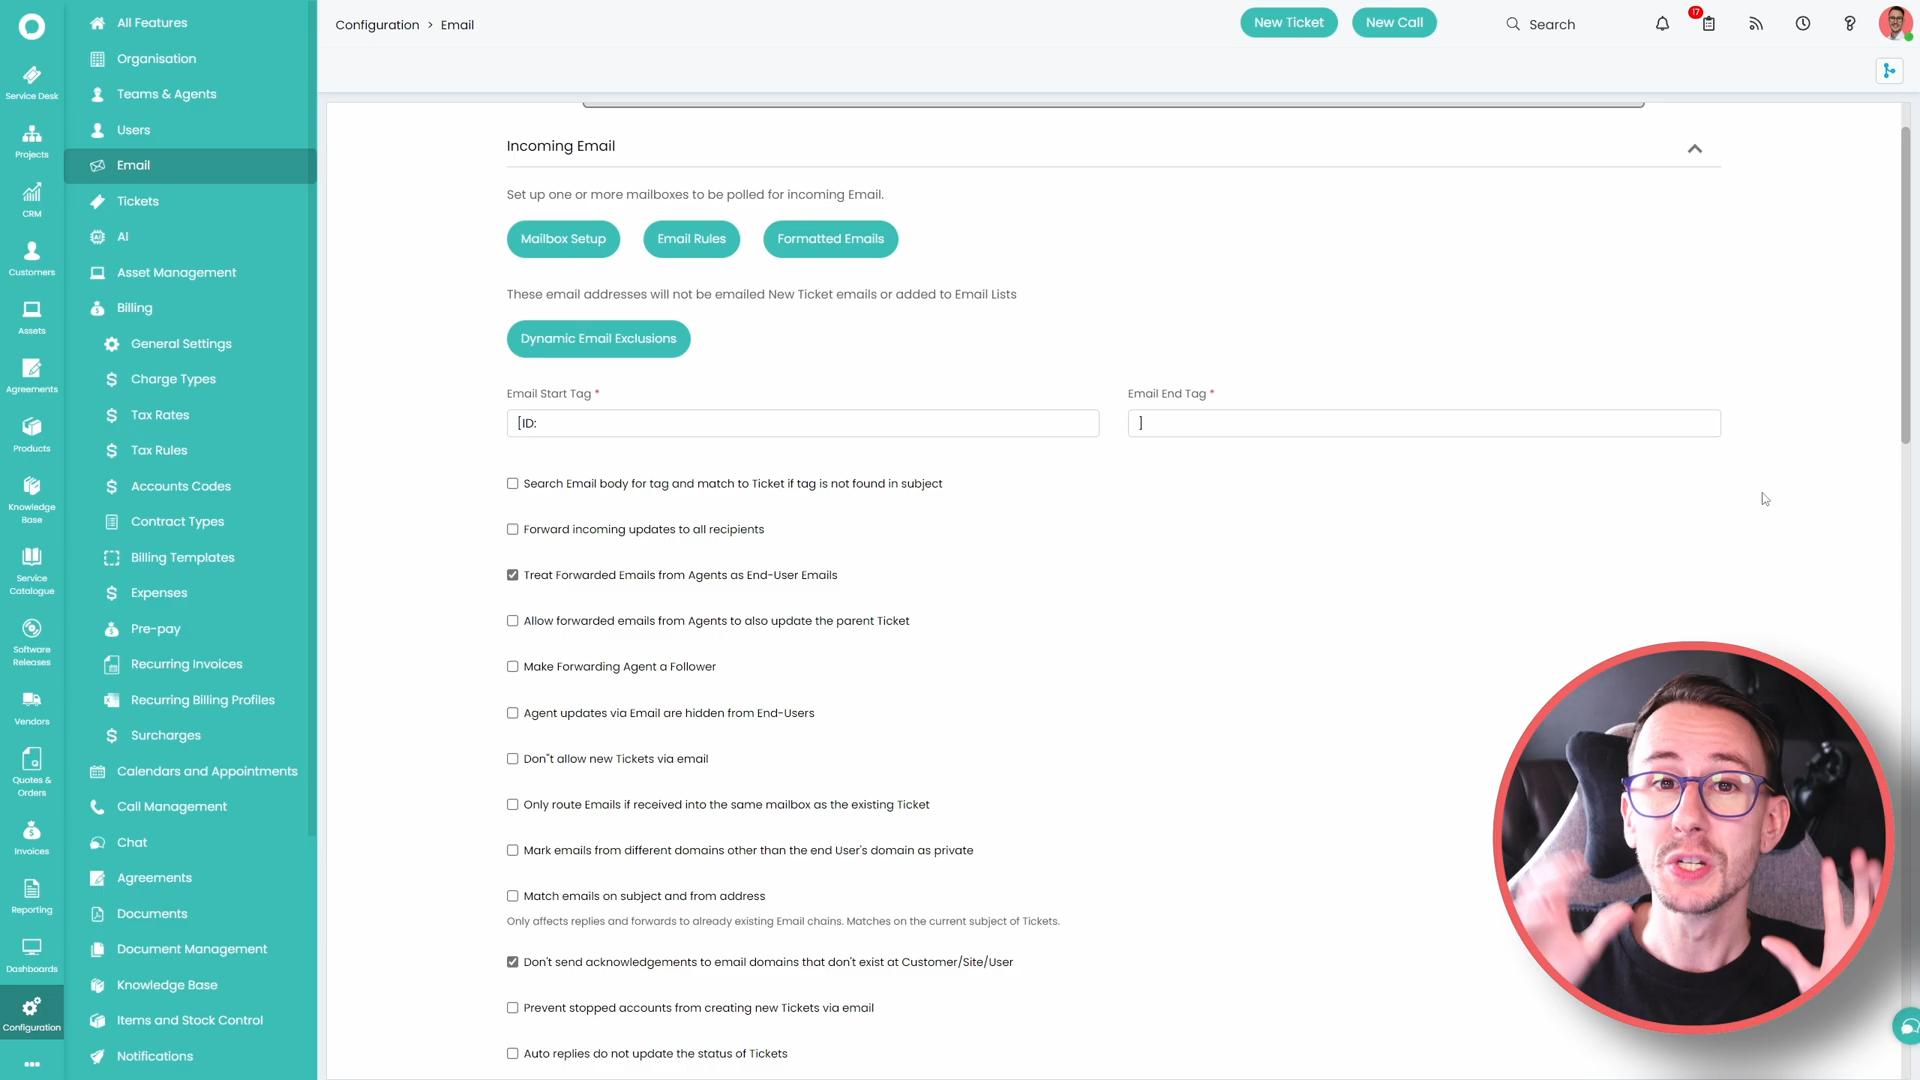 Service Desk
Projects
CRM
Customers
Assets
Agreements
Products
Knowledge
Base
Service
Catalogue
Software
Releases
Vendors
Quotes &
Orders
Invoices
Reporting
Dashboards
Configuration
All Features
Organisation
Teams & Agents
Users
Email
Tickets
AI
Asset Management
Billing
General Settings
Charge Types
Tax Rates
Tax Rules
Accounts Codes
Contract Types
Billing Templates
Expenses
Pre-pay
Recurring Invoices
Recurring Billing Profiles
Surcharges
Calendars and Appointments
Call Management
Chat
Agreements
Documents
Document Management
Knowledge Base
Items and Stock Control
Notifications
Configuration > Email
New Ticket
New Call
Search
17
Incoming Email
Set up one or more mailboxes to be polled for incoming Email.
Mailbox Setup
Email Rules
Formatted Emails
These email addresses will not be emailed New Ticket emails or added to Email Lists
Dynamic Email Exclusions
Email Start Tag *
Email End Tag *
[ID:
]
Search Email body for tag and match to Ticket if tag is not found in subject
Forward incoming updates to all recipients
Treat Forwarded Emails from Agents as End-User Emails
Allow forwarded emails from Agents to also update the parent Ticket
Make Forwarding Agent a Follower
Agent updates via Email are hidden from End-Users
Don"t allow new Tickets via email
Only route Emails if received into the same mailbox as the existing Ticket
Mark emails from different domains other than the end User's domain as private
Match emails on subject and from address
Only affects replies and forwards to already existing Email chains. Matches on the current subject of Tickets.
Don't send acknowledgements to email domains that don't exist at Customer/Site/User
Prevent stopped accounts from creating new Tickets via email
Auto replies do not update the status of Tickets